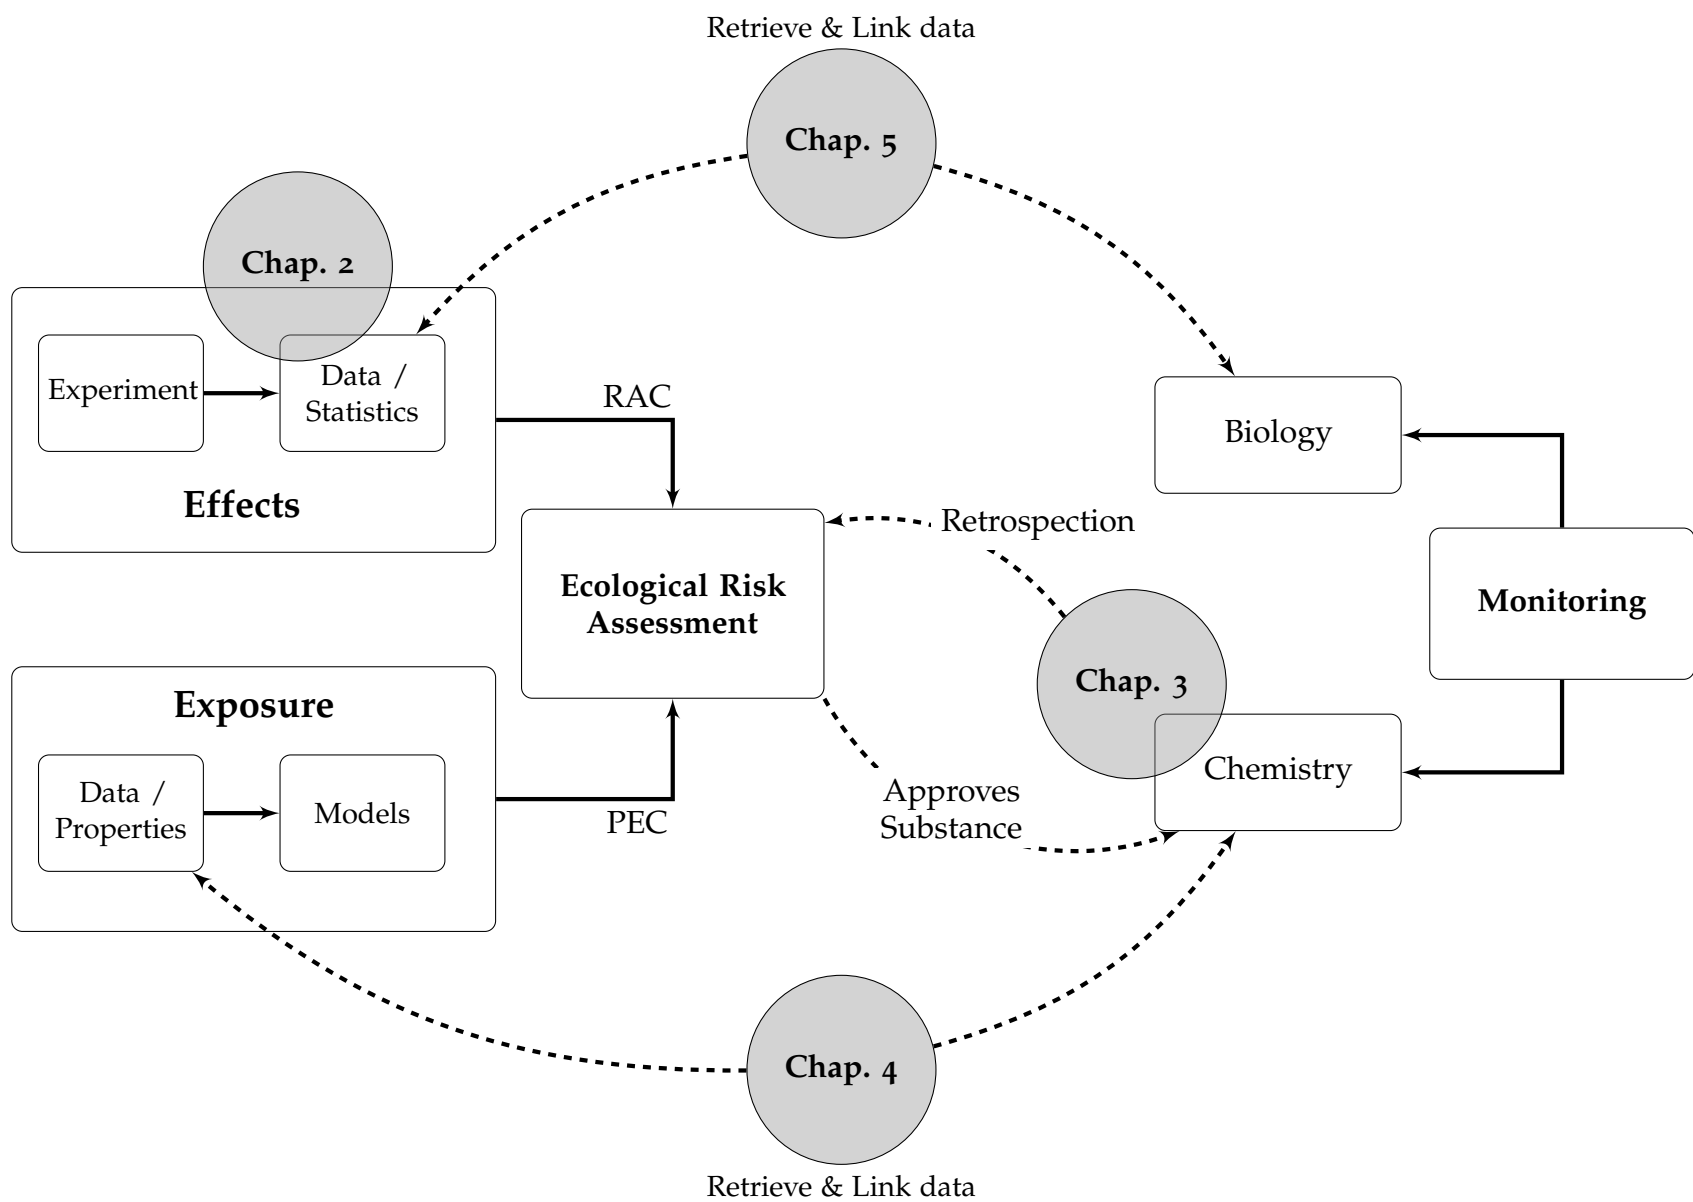 Retrieve & Link data
Chap. 5
Chap. 2
Experiment
Data /
Statistics
Effects
RAC
Biology
Retrospection
Ecological Risk
Assessment
Monitoring
Chap. 3
Exposure
Data /
Properties
Models
PEC
Approves
Substance
Chemistry
Chap. 4
Retrieve & Link data